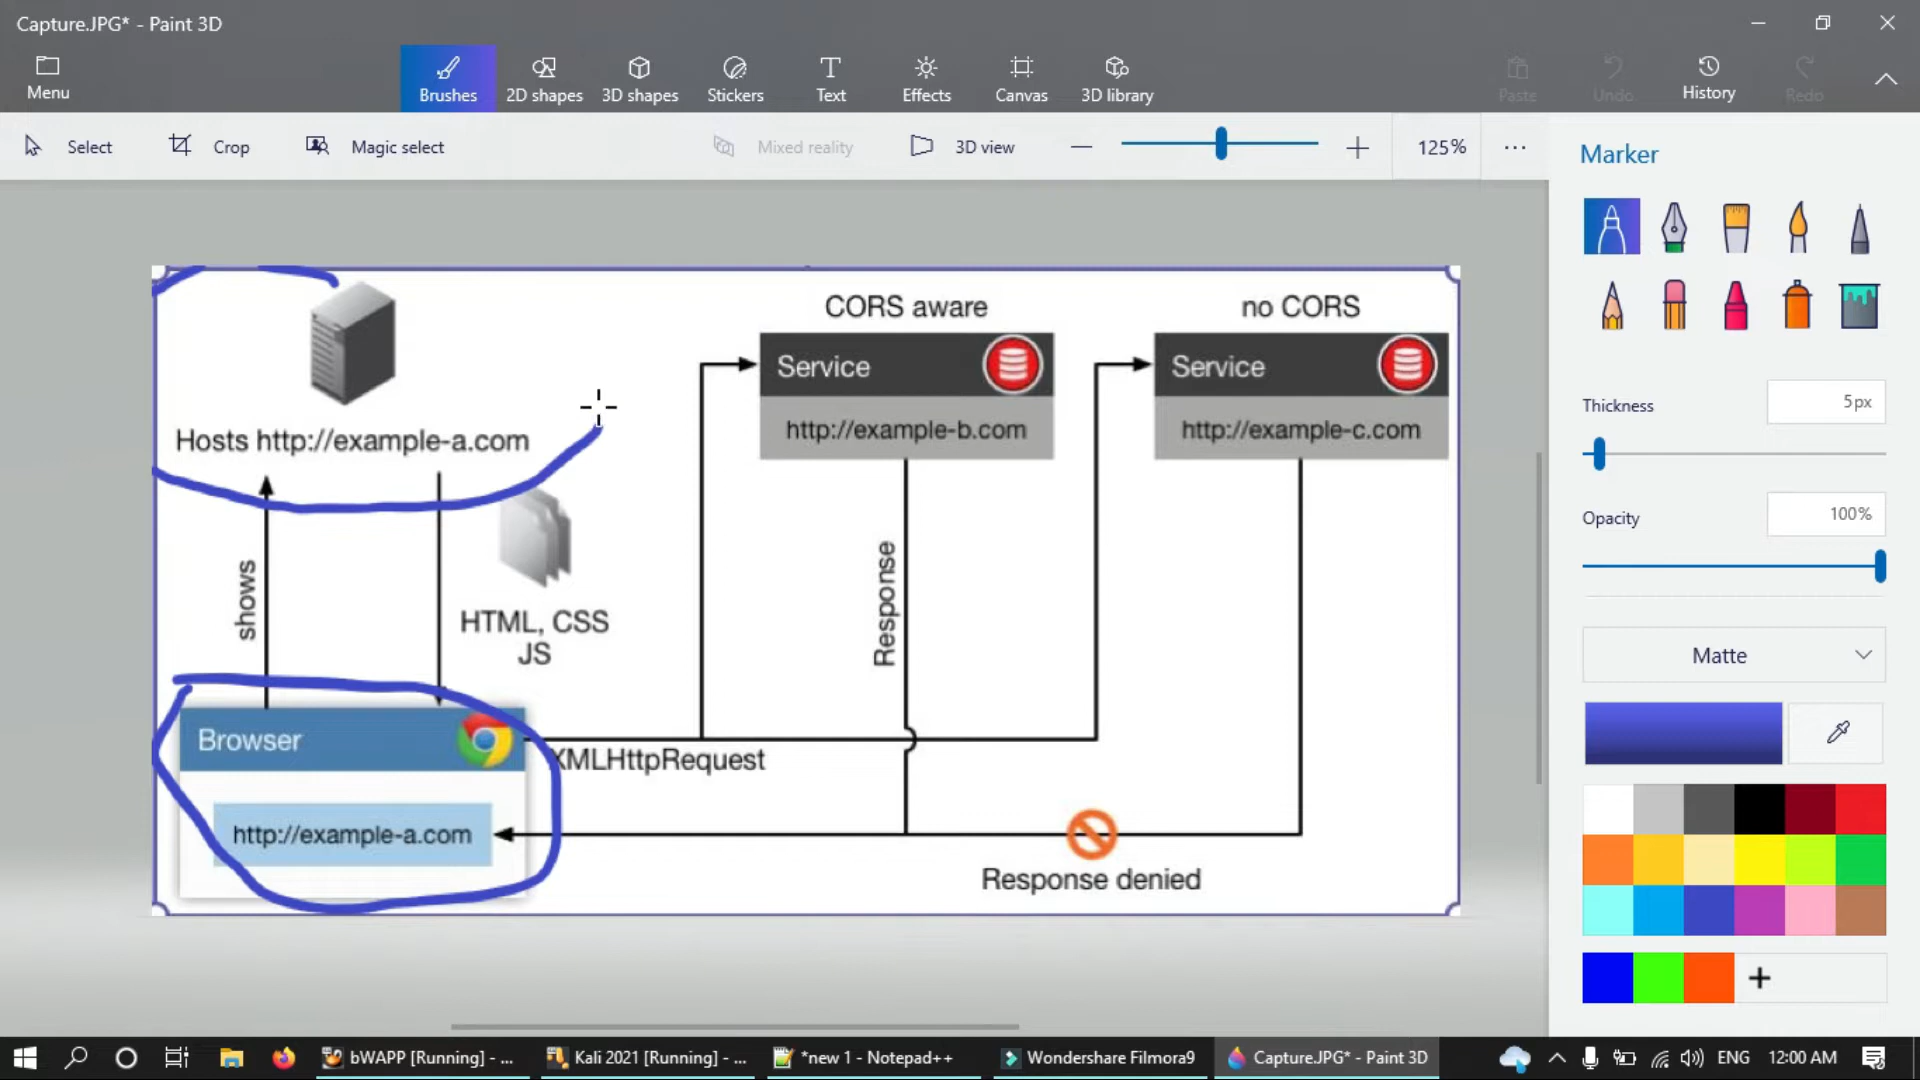 Capture.JPG* - Paint 3D
Menu
Brushes
2D shapes
3D shapes
Stickers
Text
Effects
Canvas
3D library
Paste
Undo
History
Redo
Select
Crop
Magic select
Mixed reality
3D view
125%
Marker
Thickness
5px
Opacity
100%
Matte
CORS aware
no CORS
Service
Service
http://example-b.com
http://example-c.com
Hosts http://example-a.com
shows
HTML, CSS
JS
Response
Browser
XMLHttpRequest
http://example-a.com
Response denied
bWAPP [Running] - ...
Kali 2021 [Running] - ...
*new 1 - Notepad++
Wondershare Filmora9
Capture.JPG* - Paint 3D
ENG
12:00 AM